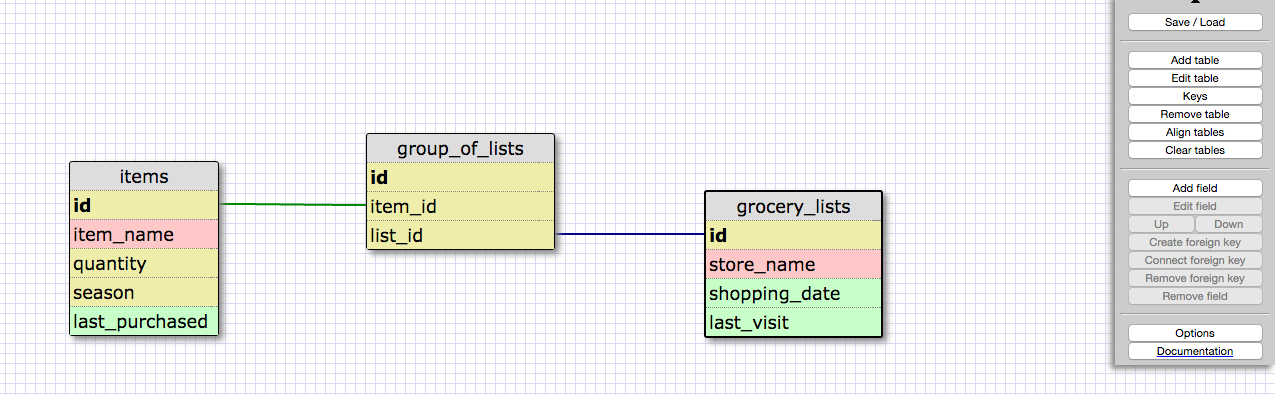 items
id
item_name
quantity
season
last_purchased
group_of_lists
id
item_id
list_id
grocery_lists
id
store_name
shopping_date
last_visit
Save / Load
Add table
Edit table
Keys
Remove table
Align tables
Clear tables
Add field
Edit field
Up Down
Create foreign key
Connect foreign key
Remove foreign key
Remove field
Options
Documentation